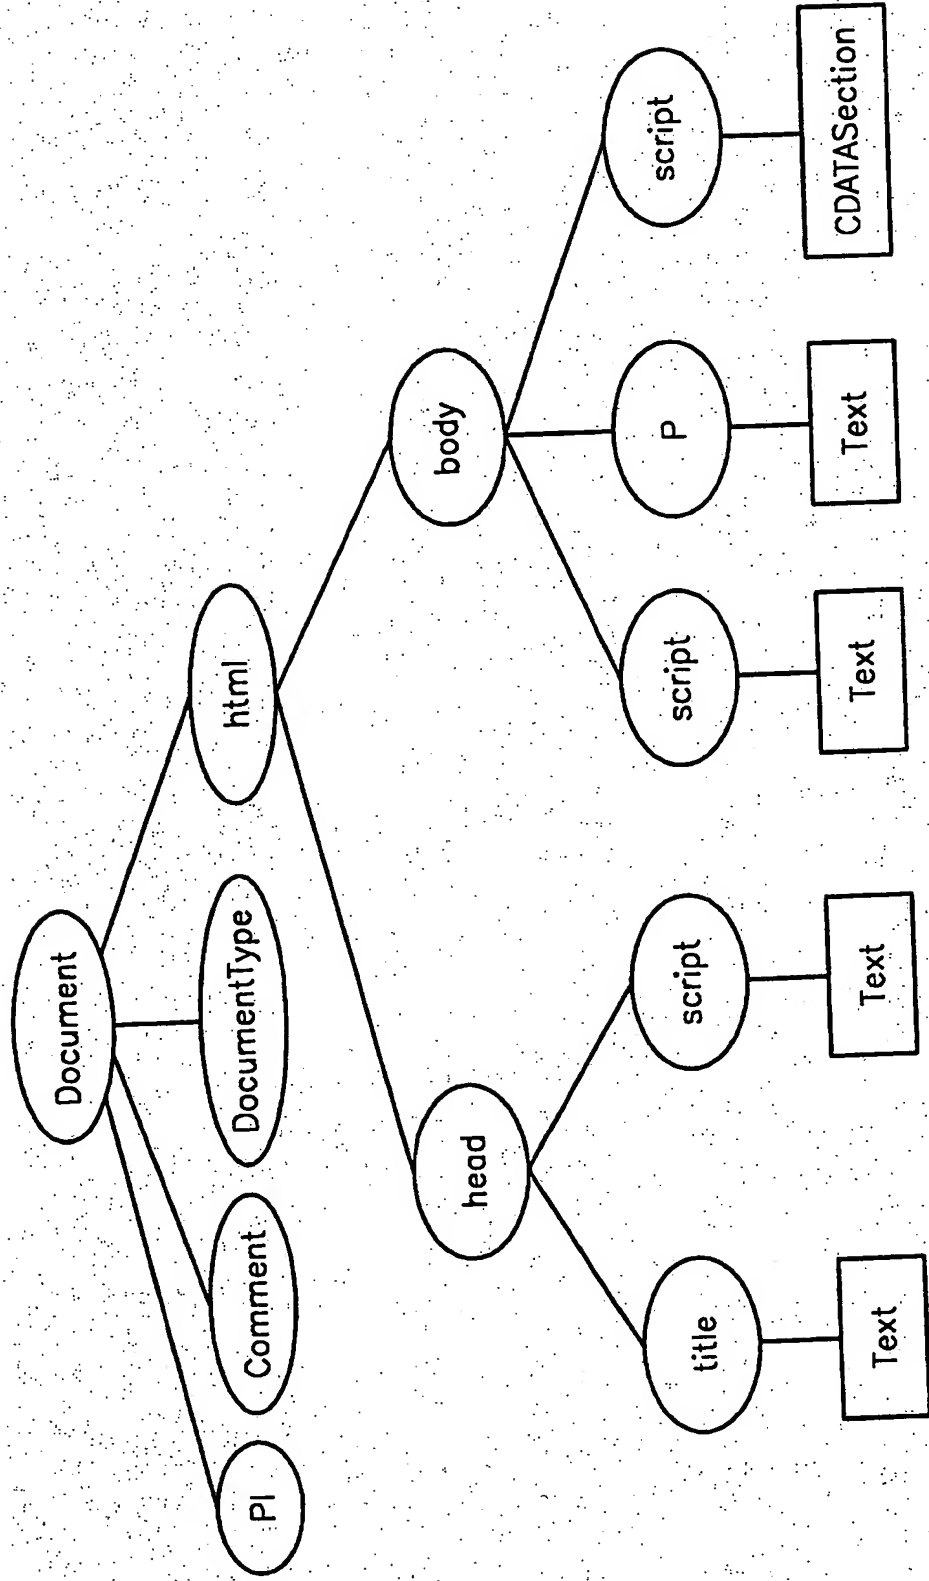 Document
PI
Comment
DocumentType
html
head
body
title
script
script
P
script
Text
Text
Text
Text
CDATASection